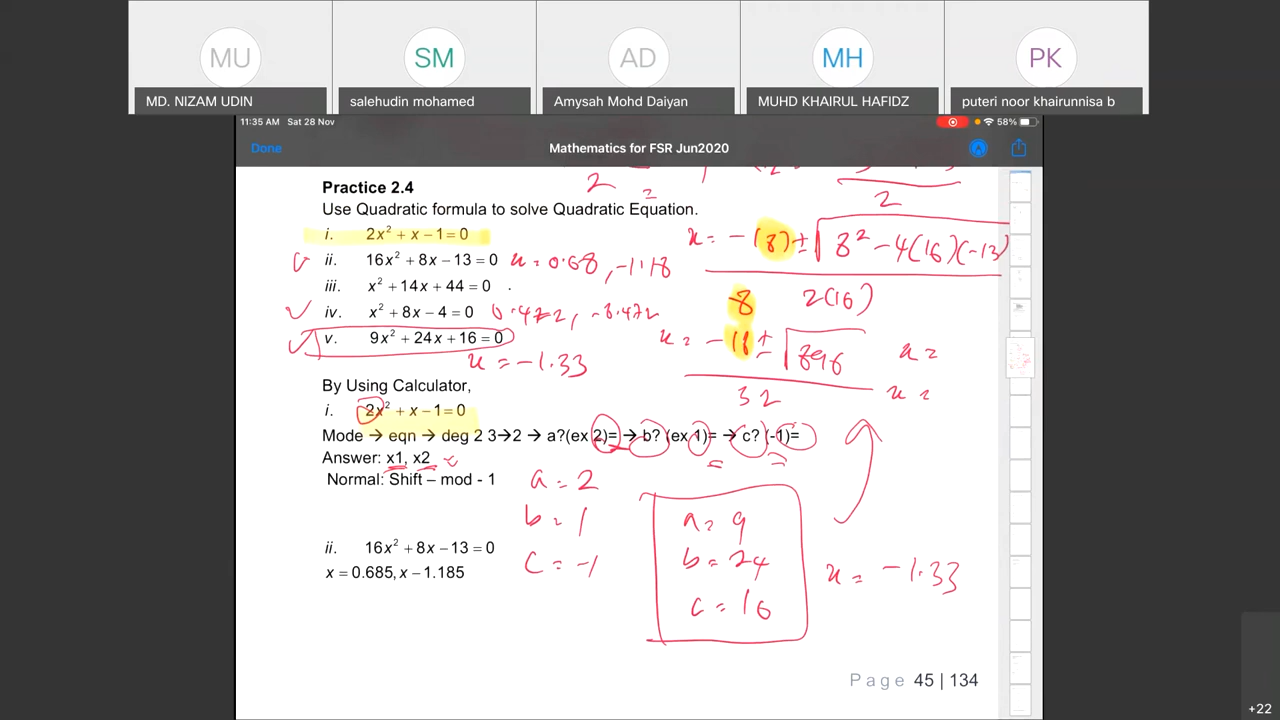 MU
SM
AD
MH
PK
MD. NIZAM UDIN
salehudin mohamed
Amysah Mohd Daiyan
MUHD KHAIRUL HAFIDZ
puteri noor khairunnisa b
11:35 AM Sat 28 Nov
58%
Done
Mathematics for FSR Jun2020
2
2
Practice 2.4
Use Quadratic formula to solve Quadratic Equation.
i. 2x² + x − 1 = 0
ii. 16x² + 8x − 13 = 0 x = 0.68, -1.18
iii. x² + 14x + 44 = 0
iv. x² + 8x − 4 = 0 0.472, -8.472
v. 9x² + 24x + 16 = 0
x = -1.33
x = -(8) ± √8² - 4(16)(-13)
2(16)
8
x = - 18 ± √896
32
x =
x =
By Using Calculator,
i. 2x² + x − 1 = 0
Mode → eqn → deg 2 3→2 → a?(ex 2)= → b? (ex 1)= → c? (-1)=
Answer: x1, x2
Normal: Shift – mod - 1
a = 2
b = 1
c = -1
a = 9
b = 24
c = 16
x = -1.33
ii. 16x² + 8x − 13 = 0
x = 0.685, x − 1.185
Page 45 | 134
+22